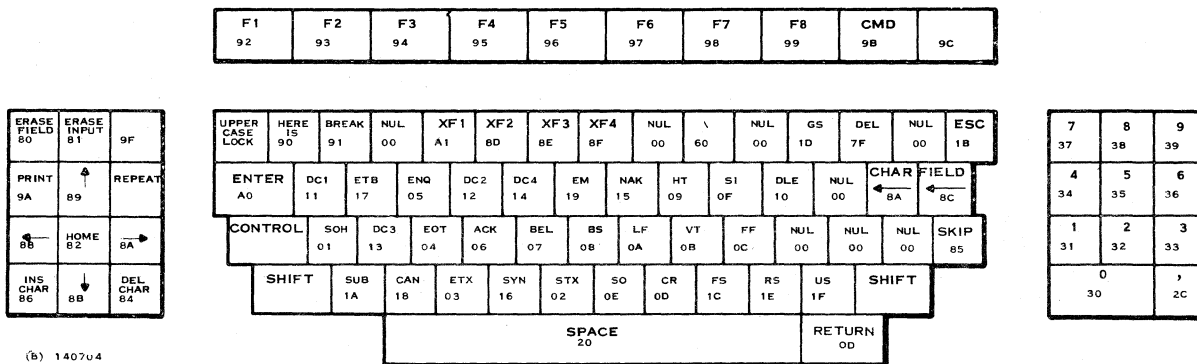 F1 F2 F3 F4 F5 F6 F7 F8 CMD
92 93 94 95 96 97 98 99 9B 9C
ERASE FIELD 80 ERASE INPUT 81 9F
PRINT 9A 89 REPEAT
88 HOME 82 8A
INS CHAR 86 8B DEL CHAR 84
UPPER CASE LOCK HERE IS 90 BREAK 91 NUL 00 XF1 A1 XF2 8D XF3 8E XF4 8F NUL 00 \ 60 NUL 00 GS 1D DEL 7F NUL 00 ESC 1B
ENTER A0 DC1 11 ETB 17 ENQ 05 DC2 12 DC4 14 EM 19 NAK 15 HT 09 SI 0F DLE 10 NUL 00 CHAR 8A FIELD 8C
CONTROL SOH 01 DC3 13 EOT 04 ACK 06 BEL 07 BS 08 LF 0A VT 0B FF 0C NUL 00 NUL 00 NUL 00 SKIP 85
SHIFT SUB 1A CAN 18 ETX 03 SYN 16 STX 02 SO 0E CR 0D FS 1C RS 1E US 1F SHIFT
SPACE 20 RETURN 0D
7 8 9
37 38 39
4 5 6
34 35 36
1 2 3
31 32 33
0 ,
30 2C
(B) 140704